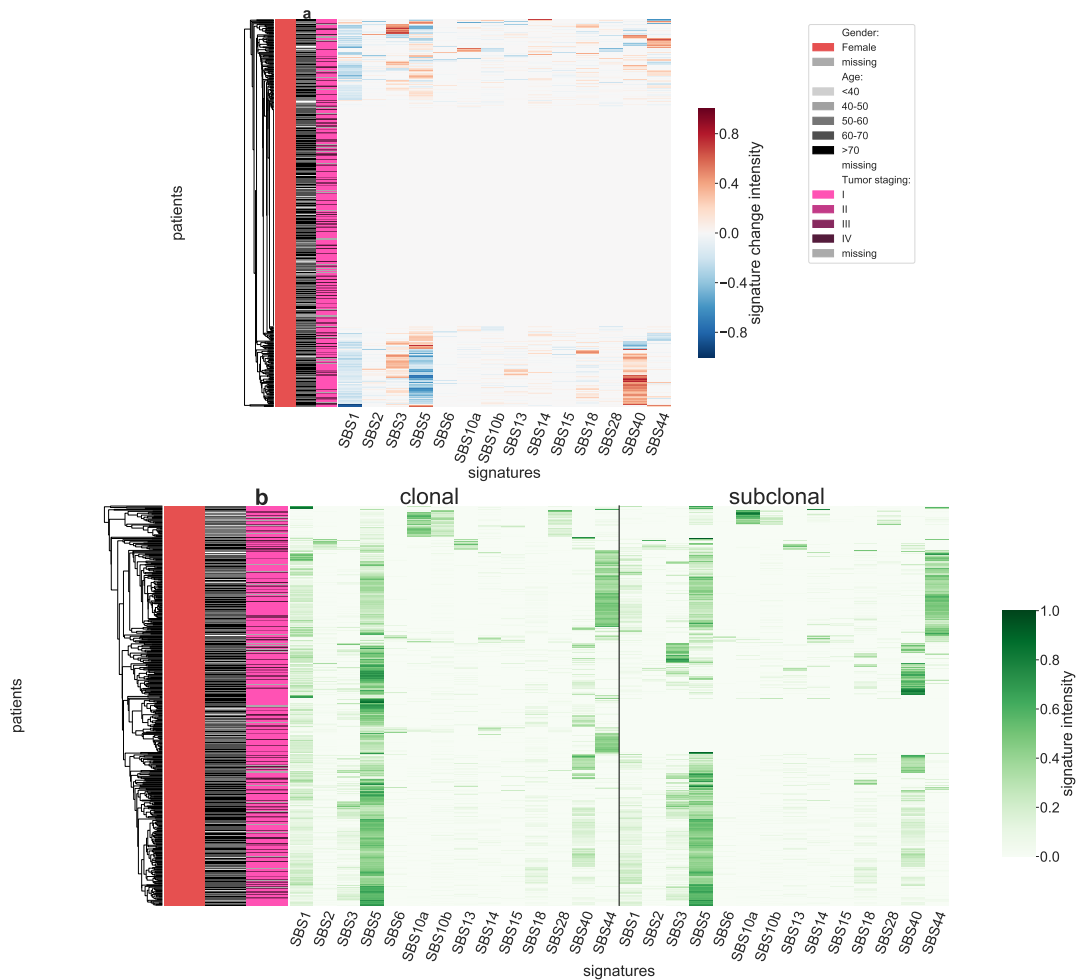 a
patients
SBS1
SBS2
SBS3
SBS5
SBS6
SBS10a
SBS10b
SBS13
SBS14
SBS15
SBS18
SBS28
SBS40
SBS44
signatures
0.8
0.4
0.0
−0.4
−0.8
signature change intensity
Gender:
Female
missing
Age:
<40
40-50
50-60
60-70
>70
missing
Tumor staging:
I
II
III
IV
missing
b
clonal
subclonal
patients
SBS1
SBS2
SBS3
SBS5
SBS6
SBS10a
SBS10b
SBS13
SBS14
SBS15
SBS18
SBS28
SBS40
SBS44
SBS1
SBS2
SBS3
SBS5
SBS6
SBS10a
SBS10b
SBS13
SBS14
SBS15
SBS18
SBS28
SBS40
SBS44
signatures
1.0
0.8
0.6
0.4
0.2
0.0
signature intensity